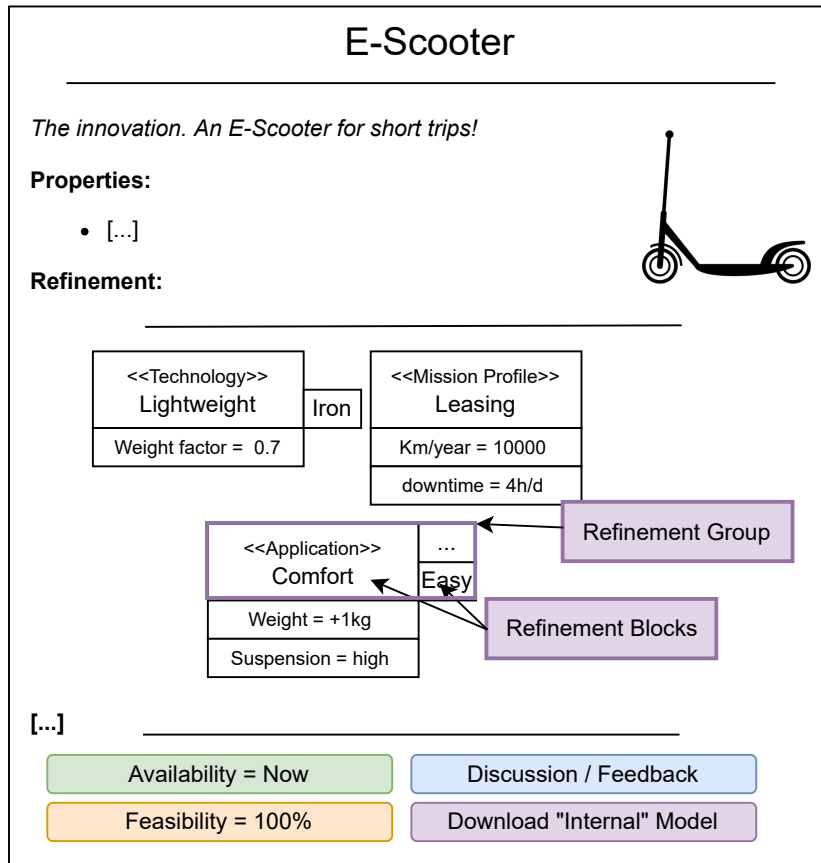 E-Scooter
The innovation. An E-Scooter for short trips!
Properties:
• [...]
Refinement:
<<Technology>>
Lightweight
Iron
Weight factor = 0.7
<<Mission Profile>>
Leasing
Km/year = 10000
downtime = 4h/d
Refinement Group
<<Application>>
Comfort
...
Easy
Weight = +1kg
Suspension = high
Refinement Blocks
[...]
Availability = Now
Discussion / Feedback
Feasibility = 100%
Download "Internal" Model